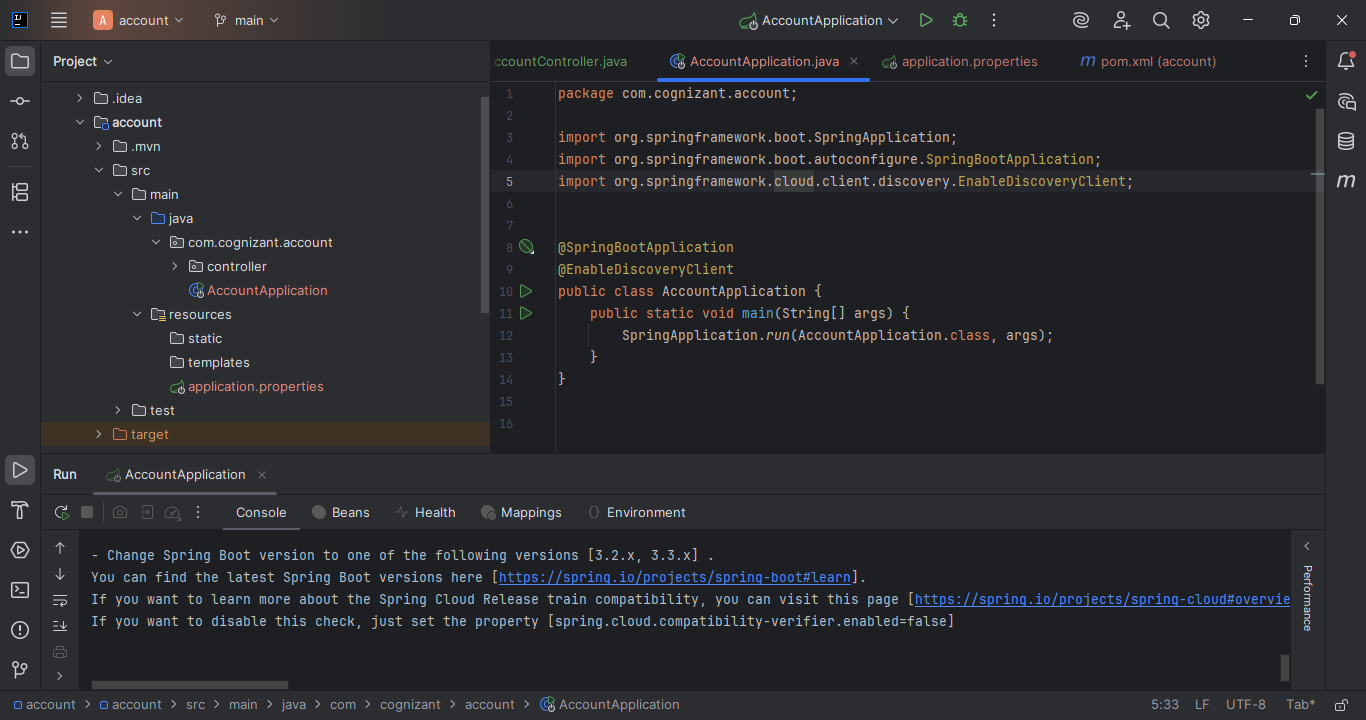 A account main AccountApplication
Project
.idea
account
.mvn
src
main
java
com.cognizant.account
controller
AccountApplication
resources
static
templates
application.properties
test
target
ccountController.java AccountApplication.java application.properties m pom.xml (account)
1 package com.cognizant.account;
2
3 import org.springframework.boot.SpringApplication;
4 import org.springframework.boot.autoconfigure.SpringBootApplication;
5 import org.springframework.cloud.client.discovery.EnableDiscoveryClient;
6
7
8 @SpringBootApplication
9 @EnableDiscoveryClient
10 public class AccountApplication {
11 public static void main(String[] args) {
12 SpringApplication.run(AccountApplication.class, args);
13 }
14 }
15
16
m
Run AccountApplication
Console Beans Health Mappings Environment
- Change Spring Boot version to one of the following versions [3.2.x, 3.3.x] .
You can find the latest Spring Boot versions here [https://spring.io/projects/spring-boot#learn].
If you want to learn more about the Spring Cloud Release train compatibility, you can visit this page [https://spring.io/projects/spring-cloud#overvie
If you want to disable this check, just set the property [spring.cloud.compatibility-verifier.enabled=false]
Performance
account > account > src > main > java > com > cognizant > account > AccountApplication 5:33 LF UTF-8 Tab*